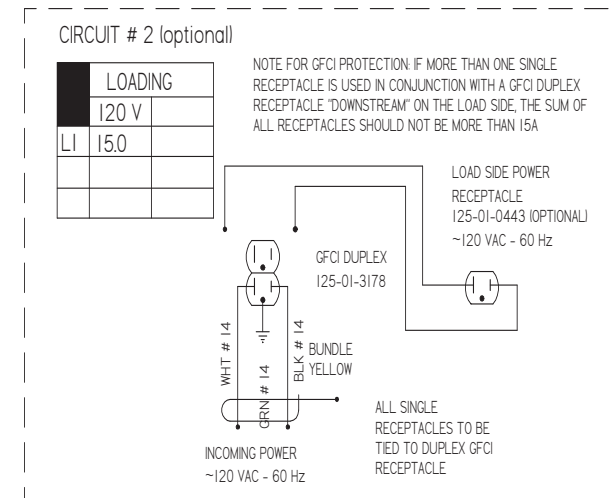 CIRCUIT # 2 (optional)
LOADING
120 V
L1 15.0
NOTE FOR GFCI PROTECTION: IF MORE THAN ONE SINGLE
RECEPTACLE IS USED IN CONJUNCTION WITH A GFCI DUPLEX
RECEPTACLE "DOWNSTREAM" ON THE LOAD SIDE, THE SUM OF
ALL RECEPTACLES SHOULD NOT BE MORE THAN 15A
LOAD SIDE POWER
RECEPTACLE
125-01-0443 (OPTIONAL)
~120 VAC - 60 Hz
GFCI DUPLEX
125-01-3178
WHT # 14
GRN # 14
BLK # 14
BUNDLE
YELLOW
ALL SINGLE
RECEPTACLES TO BE
TIED TO DUPLEX GFCI
RECEPTACLE
INCOMING POWER
~120 VAC - 60 Hz